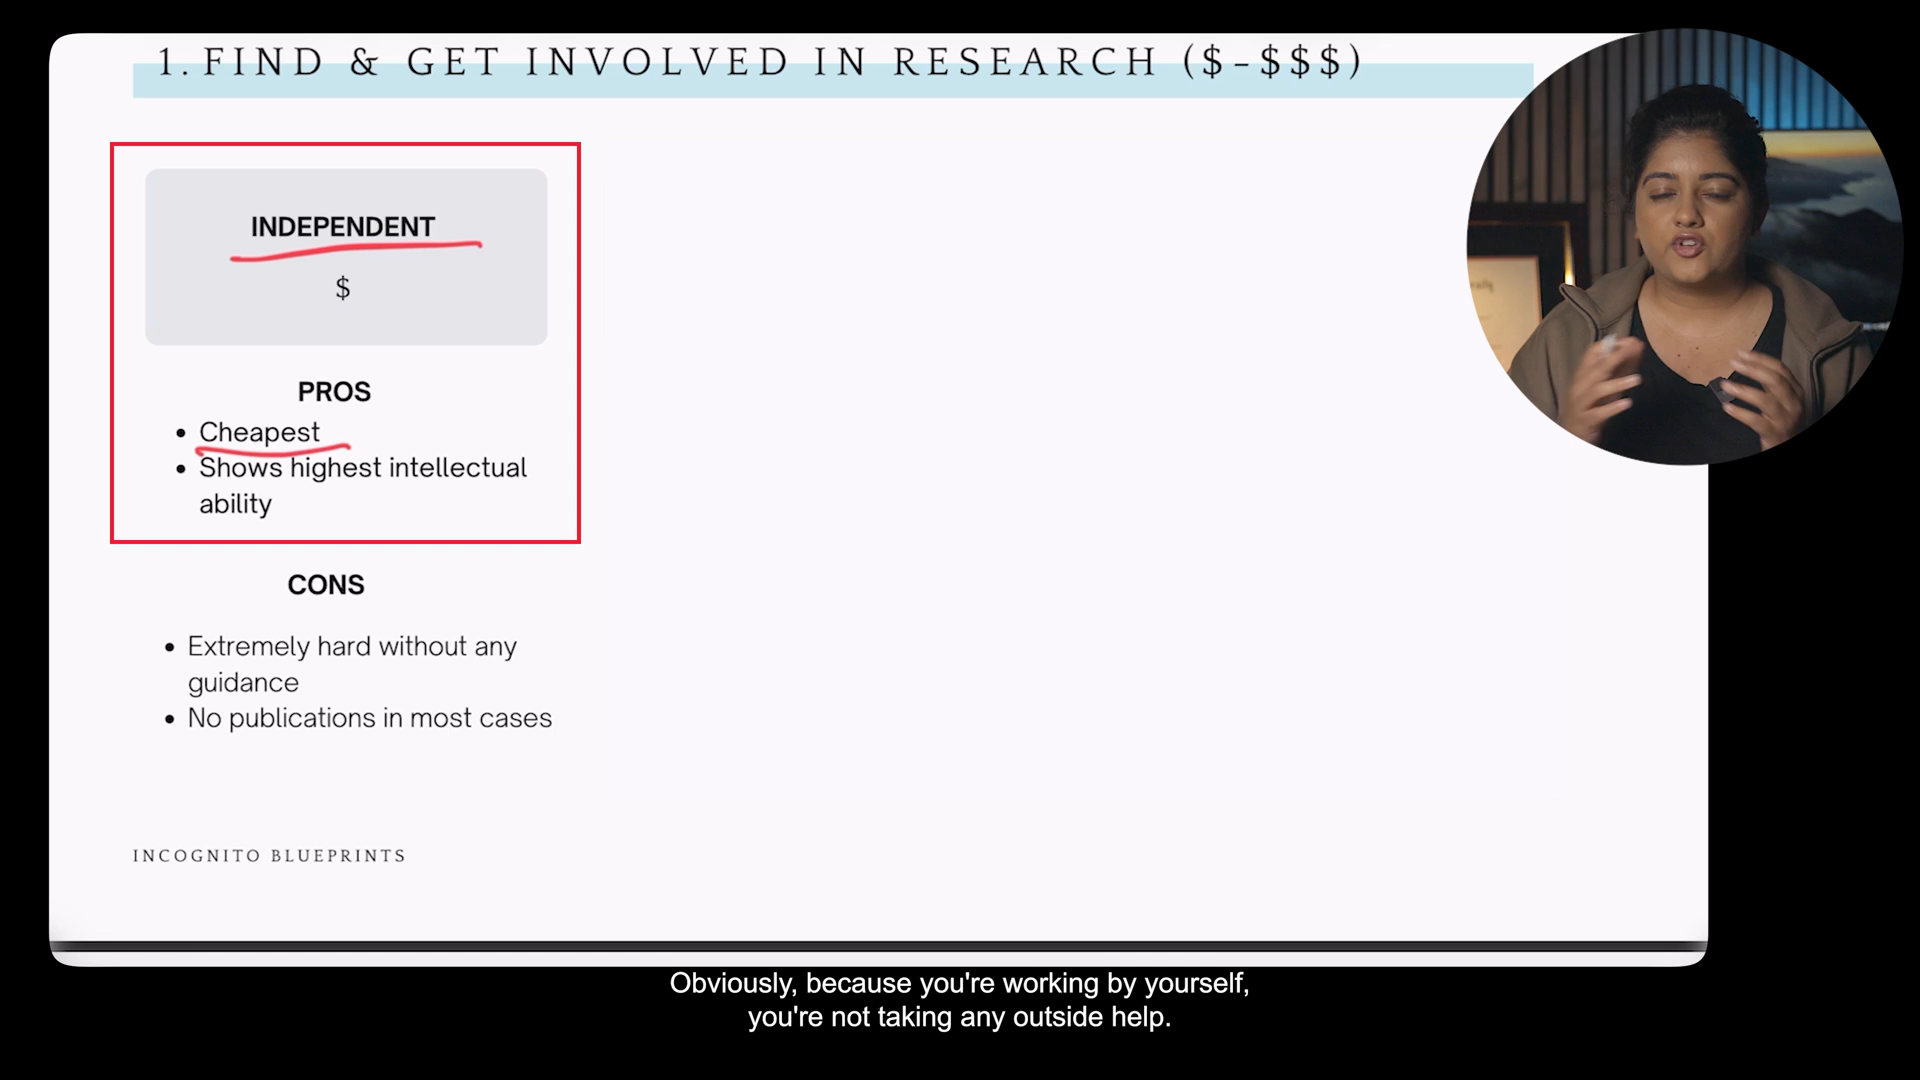 1. FIND & GET INVOLVED IN RESEARCH ($-$$$)
INDEPENDENT
$
PROS
• Cheapest
• Shows highest intellectual
ability
CONS
• Extremely hard without any
guidance
• No publications in most cases
INCOGNITO BLUEPRINTS
Obviously, because you're working by yourself,
you're not taking any outside help.